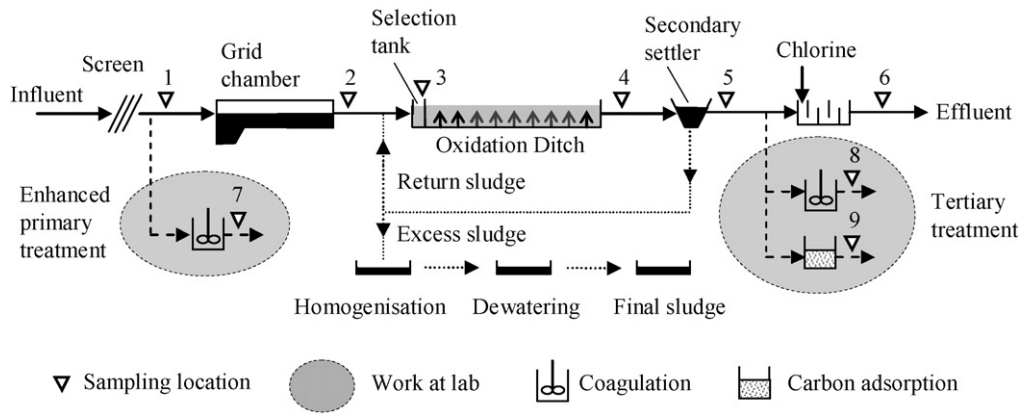 Selection
tank
Secondary
settler
Grid
chamber
Screen
Chlorine
1
2
3
4
5
6
Influent
Effluent
Oxidation Ditch
Enhanced
primary
treatment
7
Return sludge
Excess sludge
8
9
Tertiary
treatment
Homogenisation
Dewatering
Final sludge
Sampling location
Work at lab
Coagulation
Carbon adsorption